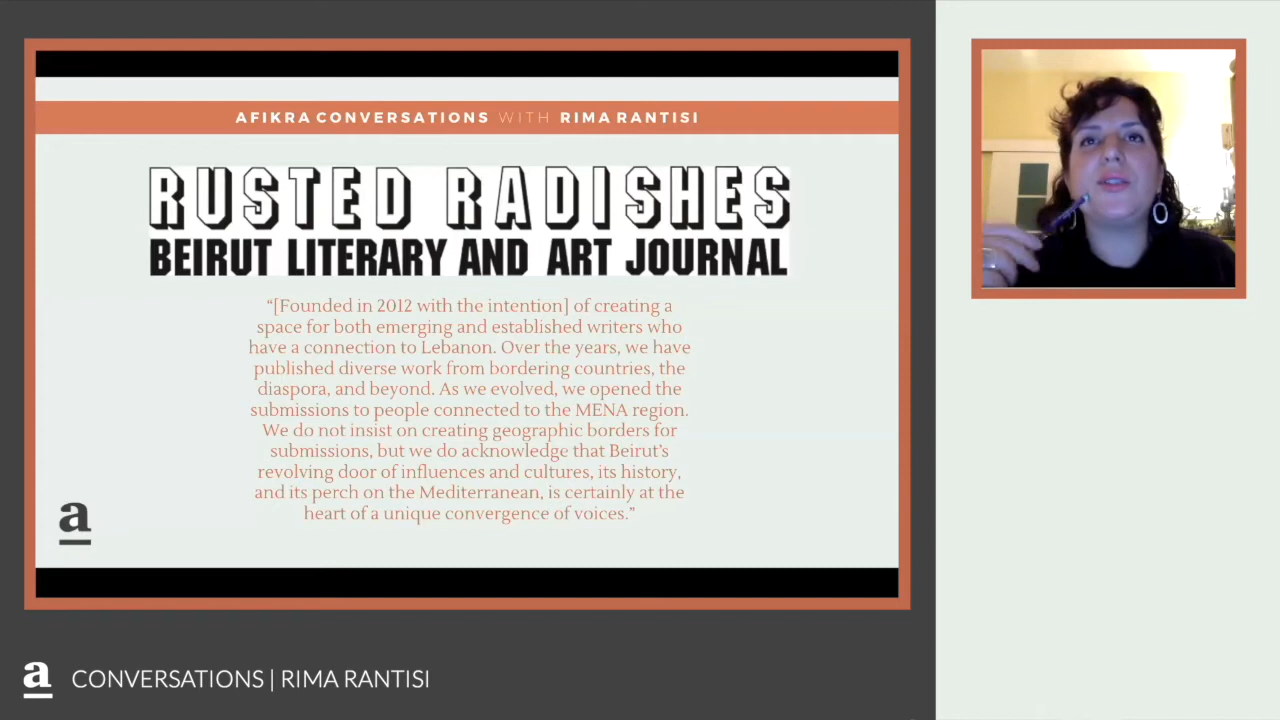 AFIKRA CONVERSATIONS WITH RIMA RANTISI
RUSTED RADISHES
BEIRUT LITERARY AND ART JOURNAL
“[Founded in 2012 with the intention] of creating a
space for both emerging and established writers who
have a connection to Lebanon. Over the years, we have
published diverse work from bordering countries, the
diaspora, and beyond. As we evolved, we opened the
submissions to people connected to the MENA region.
We do not insist on creating geographic borders for
submissions, but we do acknowledge that Beirut’s
revolving door of influences and cultures, its history,
and its perch on the Mediterranean, is certainly at the
heart of a unique convergence of voices.”
a
a CONVERSATIONS | RIMA RANTISI